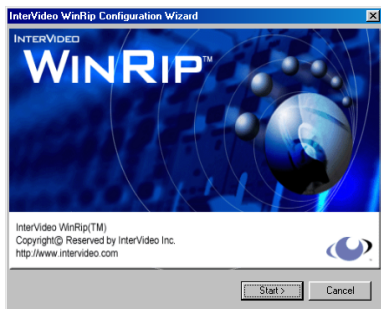 InterVideo WinRip Configuration Wizard
INTERVIDEO
WINRIP™
InterVideo WinRip(TM)
Copyright© Reserved by InterVideo Inc.
http://www.intervideo.com
Start >
Cancel